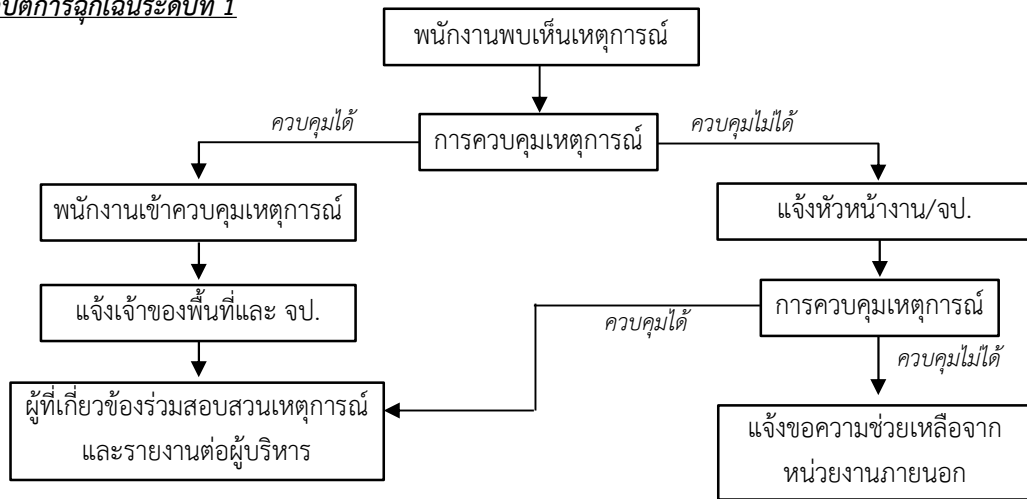 การฉุกเฉินระดับที่ 1
พนักงานพบเห็นเหตุการณ์
ควบคุมได้
การควบคุมเหตุการณ์
ควบคุมไม่ได้
พนักงานเข้าควบคุมเหตุการณ์
แจ้งหัวหน้างาน/จป.
แจ้งเจ้าของพื้นที่และ จป.
ควบคุมได้
การควบคุมเหตุการณ์
ควบคุมไม่ได้
ผู้ที่เกี่ยวข้องร่วมสอบสวนเหตุการณ์
และรายงานต่อผู้บริหาร
แจ้งขอความช่วยเหลือจาก
หน่วยงานภายนอก